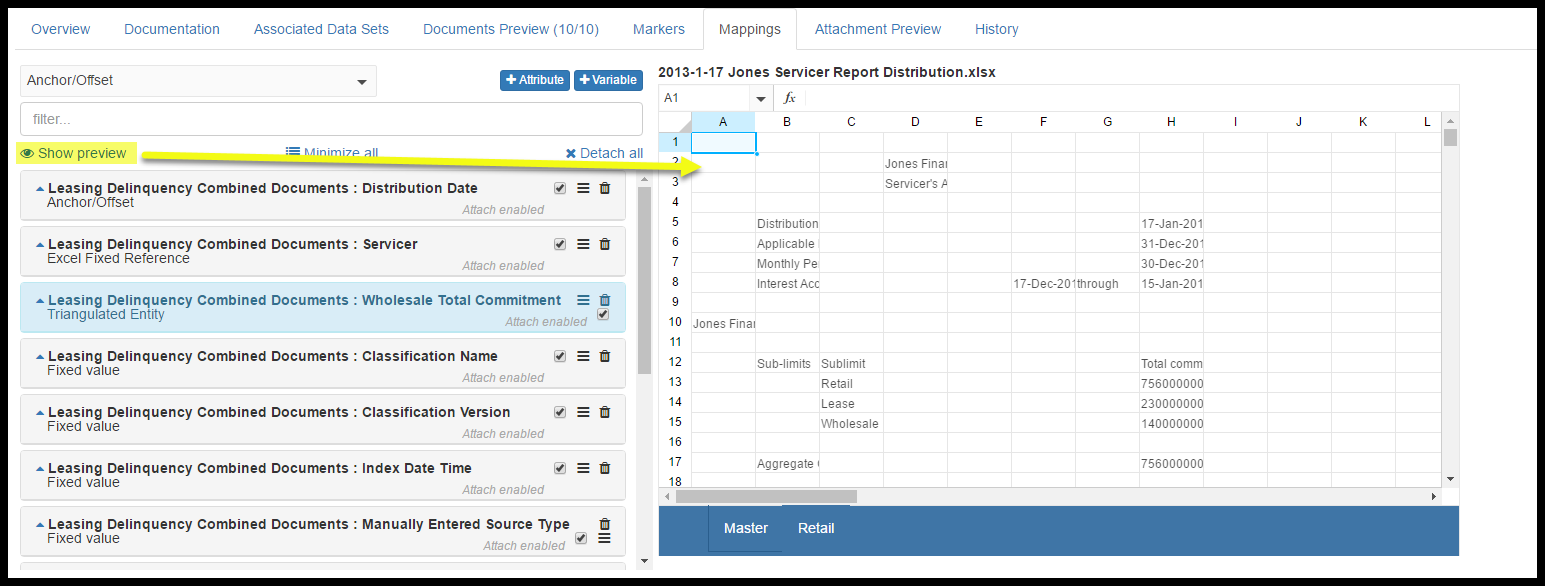 Overview Documentation Associated Data Sets Documents Preview (10/10) Markers Mappings Attachment Preview History
Anchor/Offset
+ Attribute + Variable
filter...
Show preview Minimize all Detach all
Leasing Delinquency Combined Documents : Distribution Date
Anchor/Offset
Attach enabled
Leasing Delinquency Combined Documents : Servicer
Excel Fixed Reference
Attach enabled
Leasing Delinquency Combined Documents : Wholesale Total Commitment
Triangulated Entity
Attach enabled
Leasing Delinquency Combined Documents : Classification Name
Fixed value
Attach enabled
Leasing Delinquency Combined Documents : Classification Version
Fixed value
Attach enabled
Leasing Delinquency Combined Documents : Index Date Time
Fixed value
Attach enabled
Leasing Delinquency Combined Documents : Manually Entered Source Type
Fixed value
Attach enabled
2013-1-17 Jones Servicer Report Distribution.xlsx
A1 fx
A B C D E F G H I J K L
1
2 Jones Finan
3 Servicer's A
4
5 Distribution 17-Jan-201
6 Applicable 31-Dec-201
7 Monthly Pe 30-Dec-201
8 Interest Acc 17-Dec-201 through 15-Jan-201
9
10 Jones Finan
11
12 Sub-limits Sublimit Total comm
13 Retail 756000000
14 Lease 230000000
15 Wholesale 140000000
16
17 Aggregate 756000000
18
Master Retail